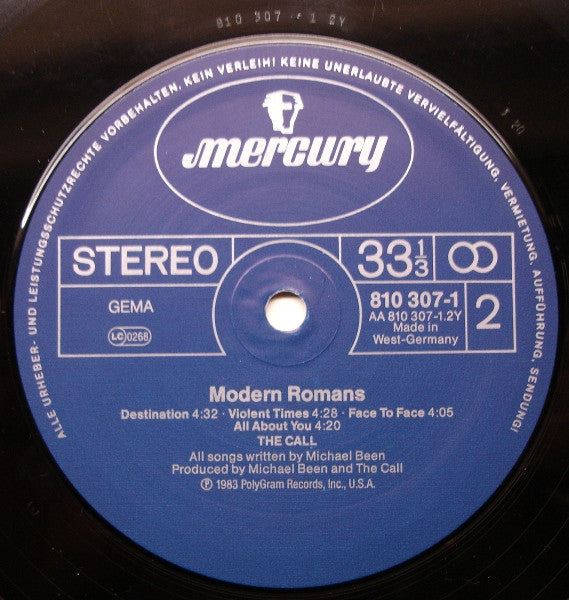 810 307 1 2Y
ALLE URHEBER- UND LEISTUNGSSCHUTZRECHTE VORBEHALTEN. KEIN VERLEIH! KEINE UNERLAUBTE VERVIELFÄLTIGUNG, VERMIETUNG, AUFFÜHRUNG, SENDUNG!
mercury
STEREO
33 1/3
GEMA
LC 0268
810 307-1
AA 810 307-1.2Y
Made in
West-Germany
2
Modern Romans
Destination 4:32 · Violent Times 4:28 · Face To Face 4:05
All About You 4:20
THE CALL
All songs written by Michael Been
Produced by Michael Been and The Call
Ⓟ 1983 PolyGram Records, Inc., U.S.A.